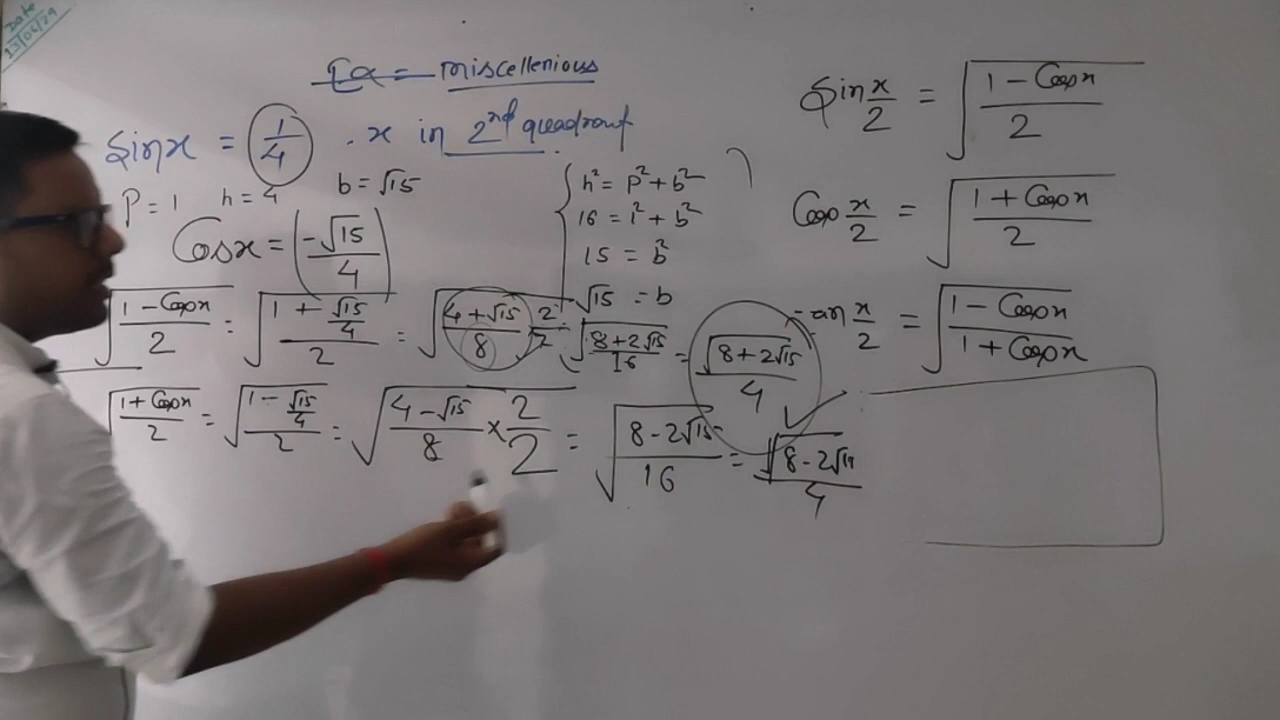 Date
13/06/29
Ex = miscellenious
sinx = 1/4 . x in 2nd quadrant
P = 1 h = 4 b = √15
Cosx = (-√15/4)
h² = p² + b²
16 = 1² + b²
15 = b²
√15 = b
√((1 - Cosx)/2) = √((1 + √15/4)/2) = √((4 + √15)/8 · 2/2) = √((8 + 2√15)/16) = √(8 + 2√15)/4
√((1 + Cosx)/2) = √((1 - √15/4)/2) = √((4 - √15)/8 × 2/2) = √((8 - 2√15)/16) = √(8 - 2√15)/4
Sin x/2 = √((1 - Cosx)/2)
Cos x/2 = √((1 + Cosx)/2)
tan x/2 = √((1 - Cosx)/(1 + Cosx))